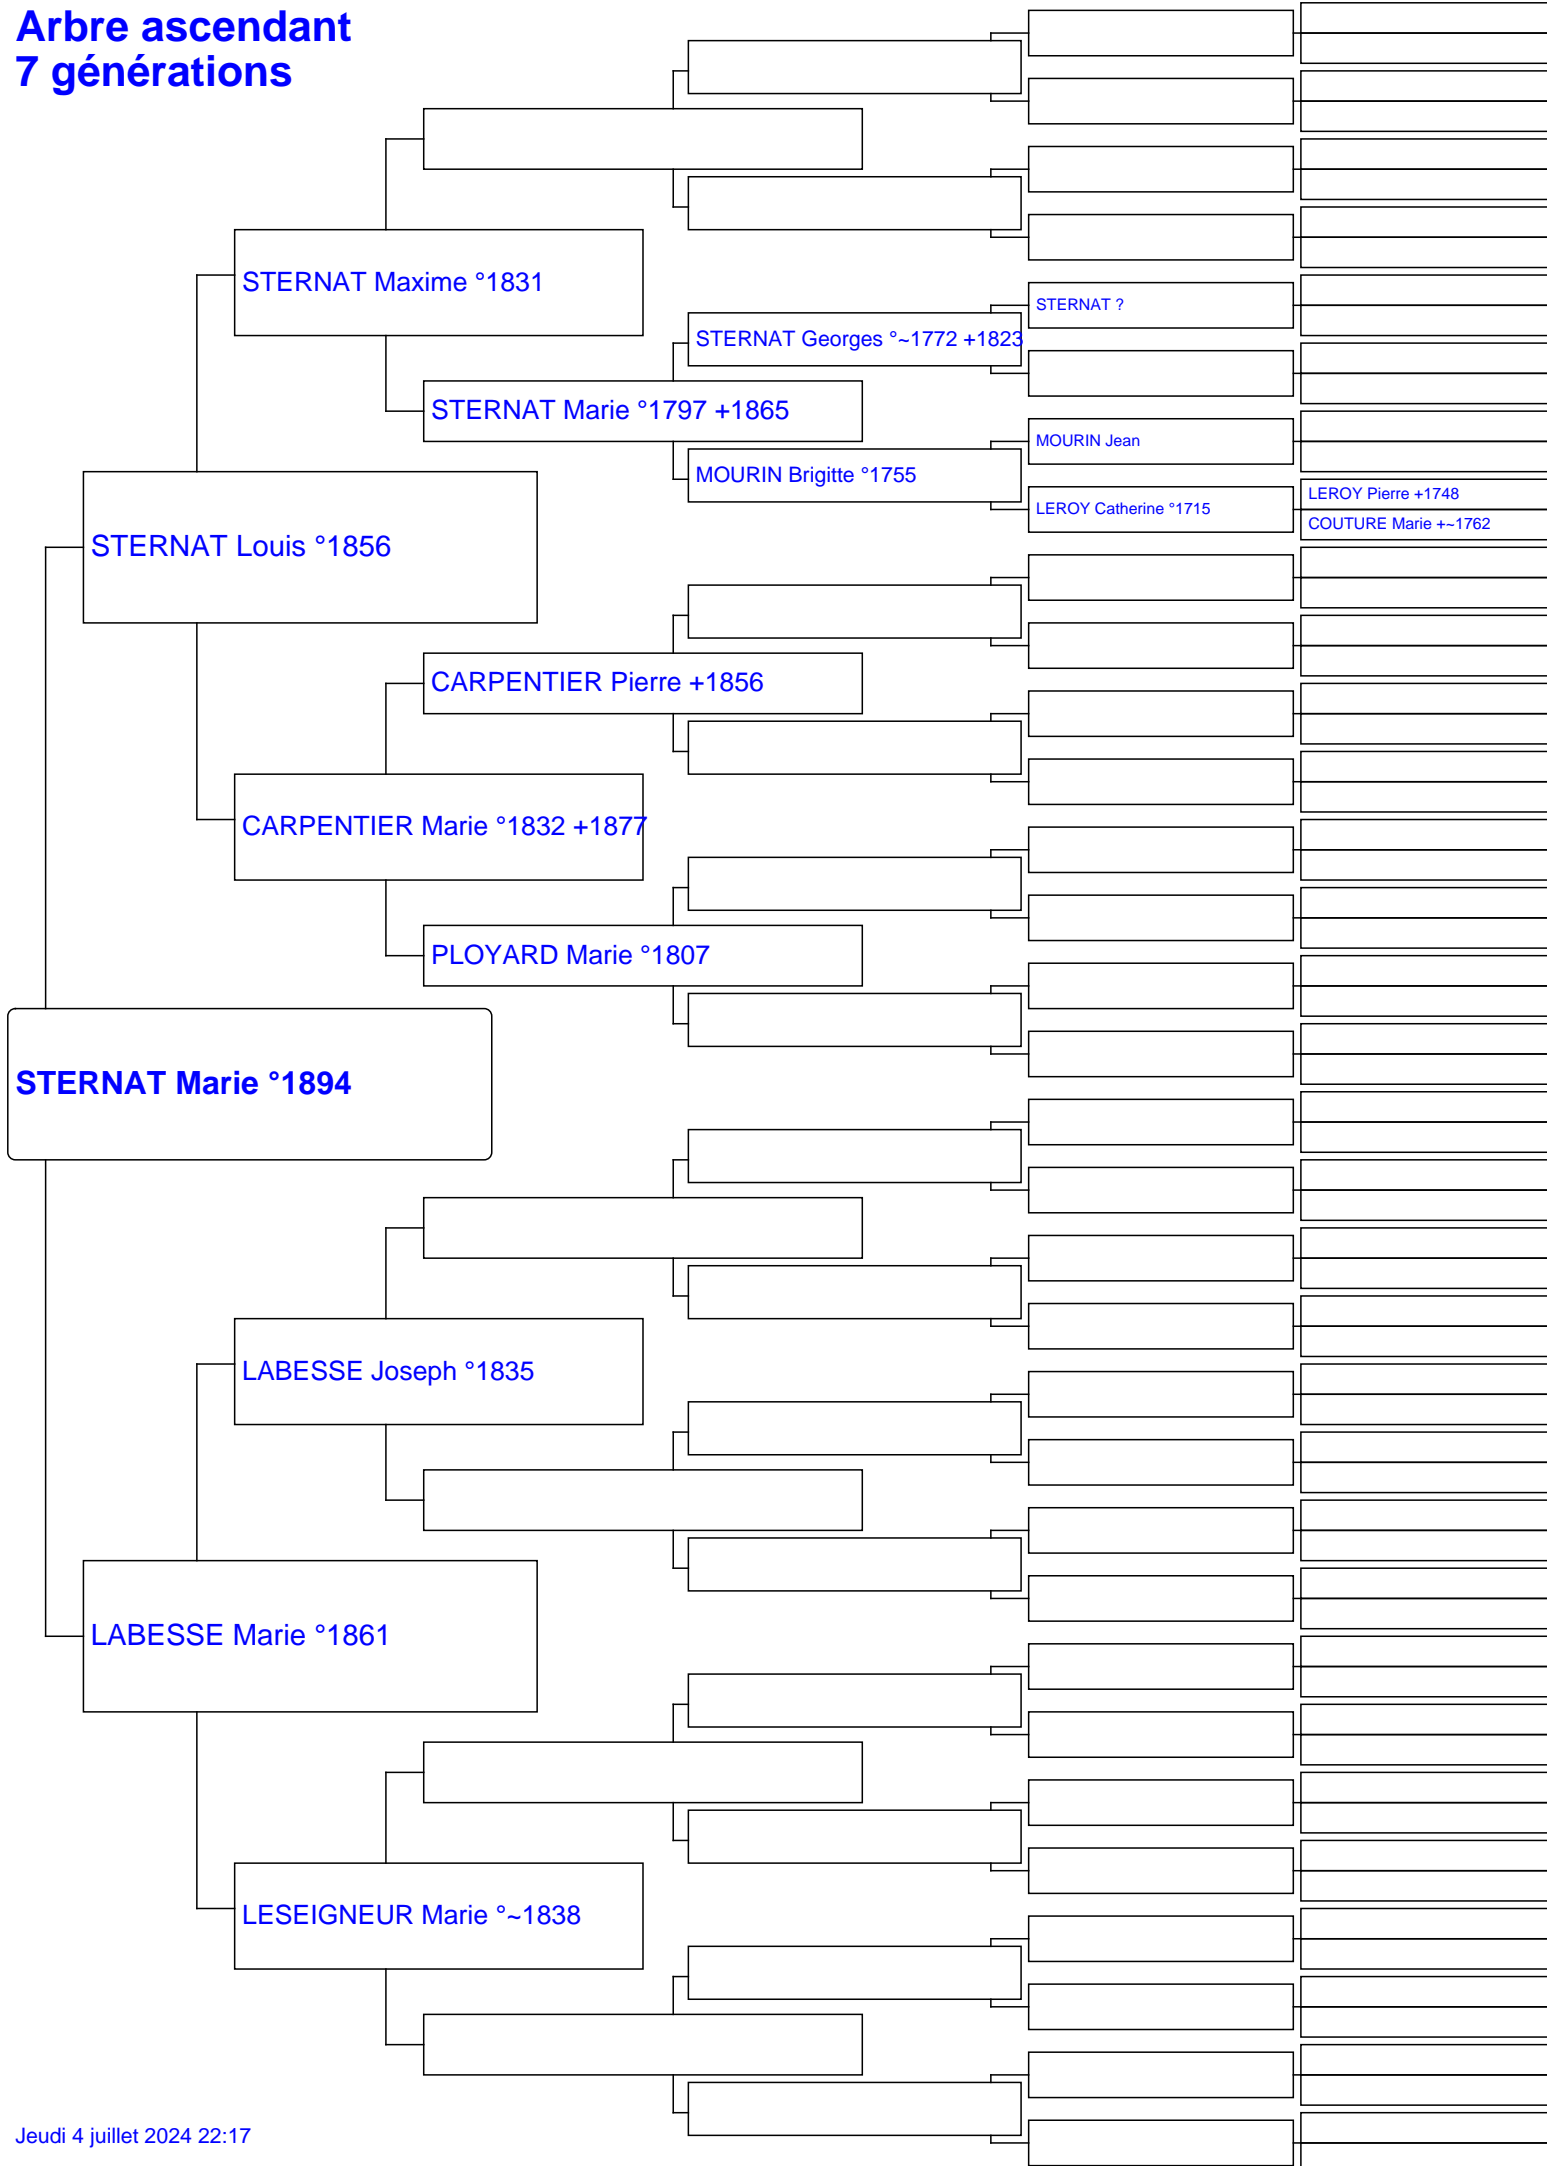 Arbre ascendant
7 générations
STERNAT Maxime °1831
STERNAT ?
STERNAT Georges °~1772 +1823
STERNAT Marie °1797 +1865
MOURIN Jean
MOURIN Brigitte °1755
LEROY Pierre +1748
LEROY Catherine °1715
COUTURE Marie +~1762
STERNAT Louis °1856
CARPENTIER Pierre +1856
CARPENTIER Marie °1832 +1877
PLOYARD Marie °1807
STERNAT Marie °1894
LABESSE Joseph °1835
LABESSE Marie °1861
LESEIGNEUR Marie °~1838
Jeudi 4 juillet 2024 22:17